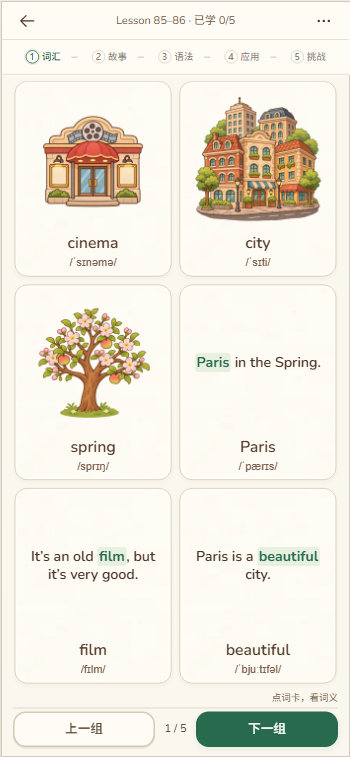 Lesson 85–86 · 已学 0/5
1 词汇 — 2 故事 — 3 语法 — 4 应用 — 5 挑战
cinema
/ˈsɪnəmə/
city
/ˈsɪti/
spring
/sprɪŋ/
Paris in the Spring.
Paris
/ˈpærɪs/
It’s an old film, but
it’s very good.
film
/fɪlm/
Paris is a beautiful
city.
beautiful
/ˈbjuːtɪfəl/
点词卡，看词义
上一组
1 / 5
下一组